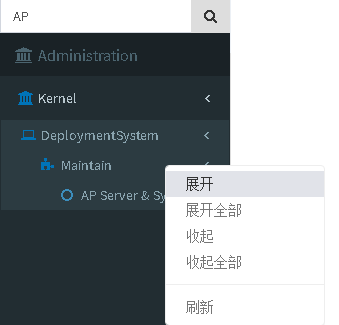 AP
Administration
Kernel
DeploymentSystem
Maintain
AP Server & Sy
展开
展开全部
收起
收起全部
刷新